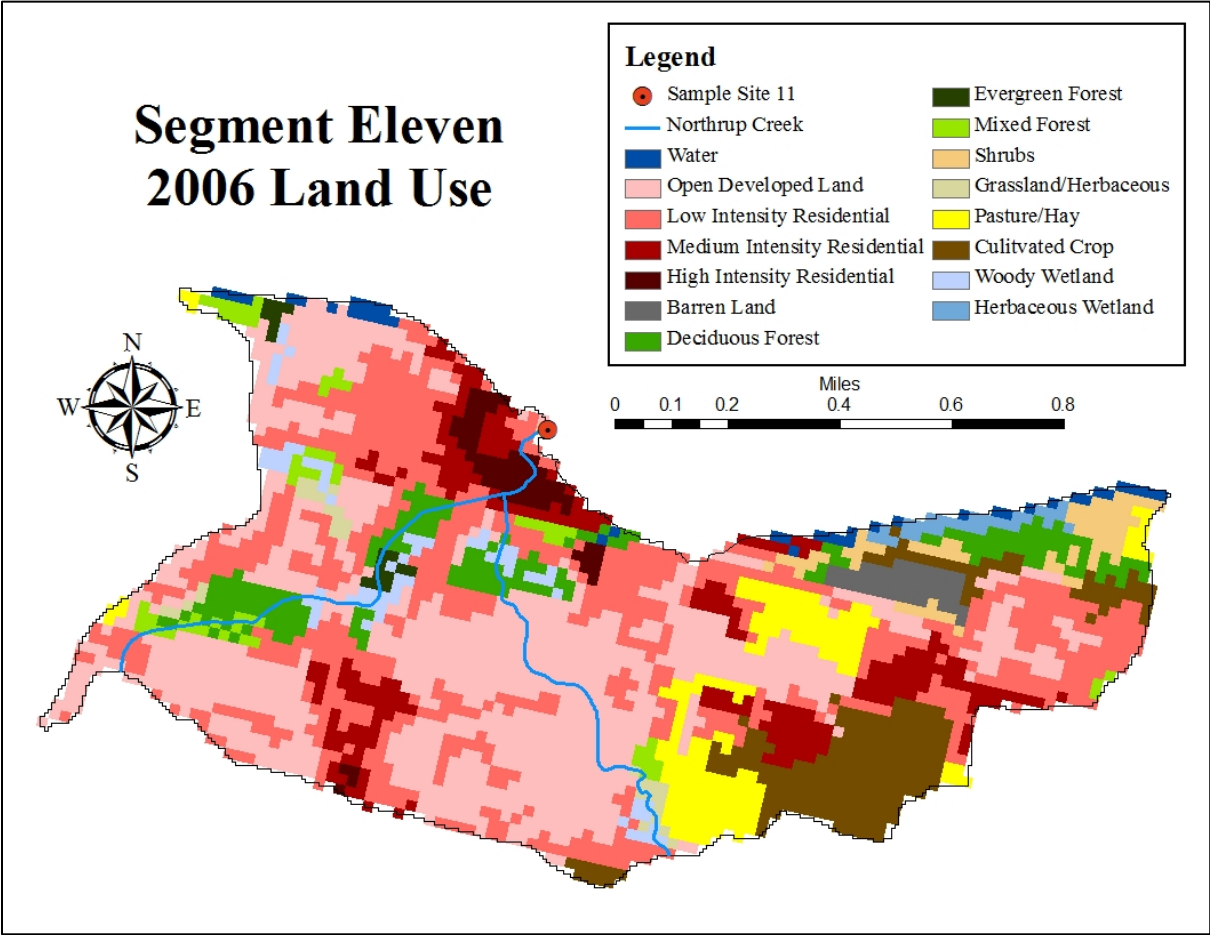 Segment Eleven
2006 Land Use
Legend
Sample Site 11
Northrup Creek
Water
Open Developed Land
Low Intensity Residential
Medium Intensity Residential
High Intensity Residential
Barren Land
Deciduous Forest
Evergreen Forest
Mixed Forest
Shrubs
Grassland/Herbaceous
Pasture/Hay
Culitvated Crop
Woody Wetland
Herbaceous Wetland
N
W E
S
Miles
0 0.1 0.2 0.4 0.6 0.8